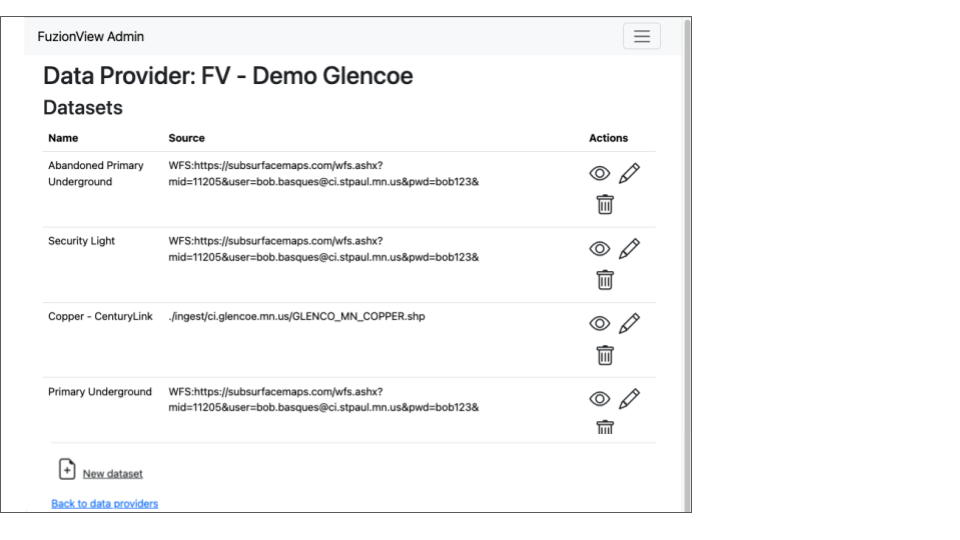 FuzionView Admin
Data Provider: FV - Demo Glencoe
Datasets
Name Source Actions
Abandoned Primary WFS:https://subsurfacemaps.com/wfs.ashx?
Underground mid=11205&user=bob.basques@ci.stpaul.mn.us&pwd=bob123&
Security Light WFS:https://subsurfacemaps.com/wfs.ashx?
mid=11205&user=bob.basques@ci.stpaul.mn.us&pwd=bob123&
Copper - CenturyLink ./ingest/ci.glencoe.mn.us/GLENCO_MN_COPPER.shp
Primary Underground WFS:https://subsurfacemaps.com/wfs.ashx?
mid=11205&user=bob.basques@ci.stpaul.mn.us&pwd=bob123&
New dataset
Back to data providers